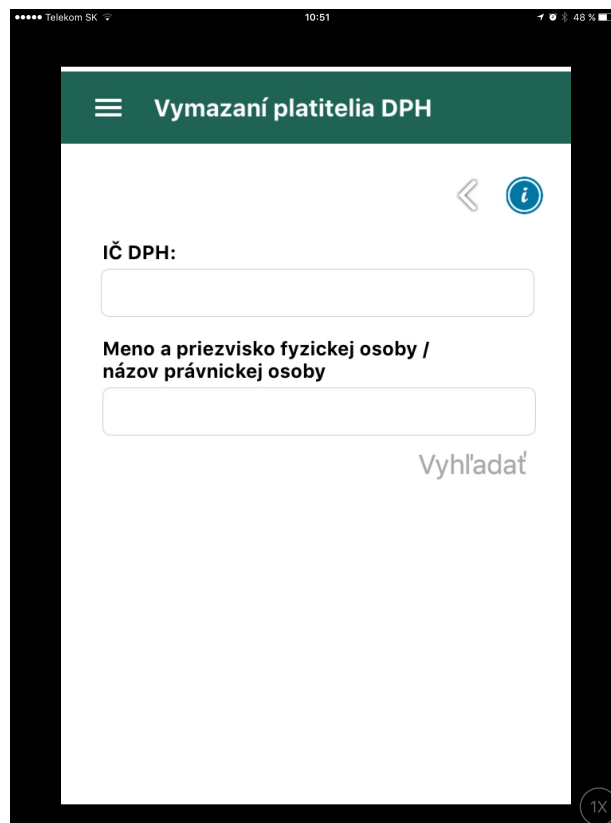 Telekom SK 10:51 48 %
Vymazaní platitelia DPH
i
IČ DPH:
Meno a priezvisko fyzickej osoby /
názov právnickej osoby
Vyhľadať
1X